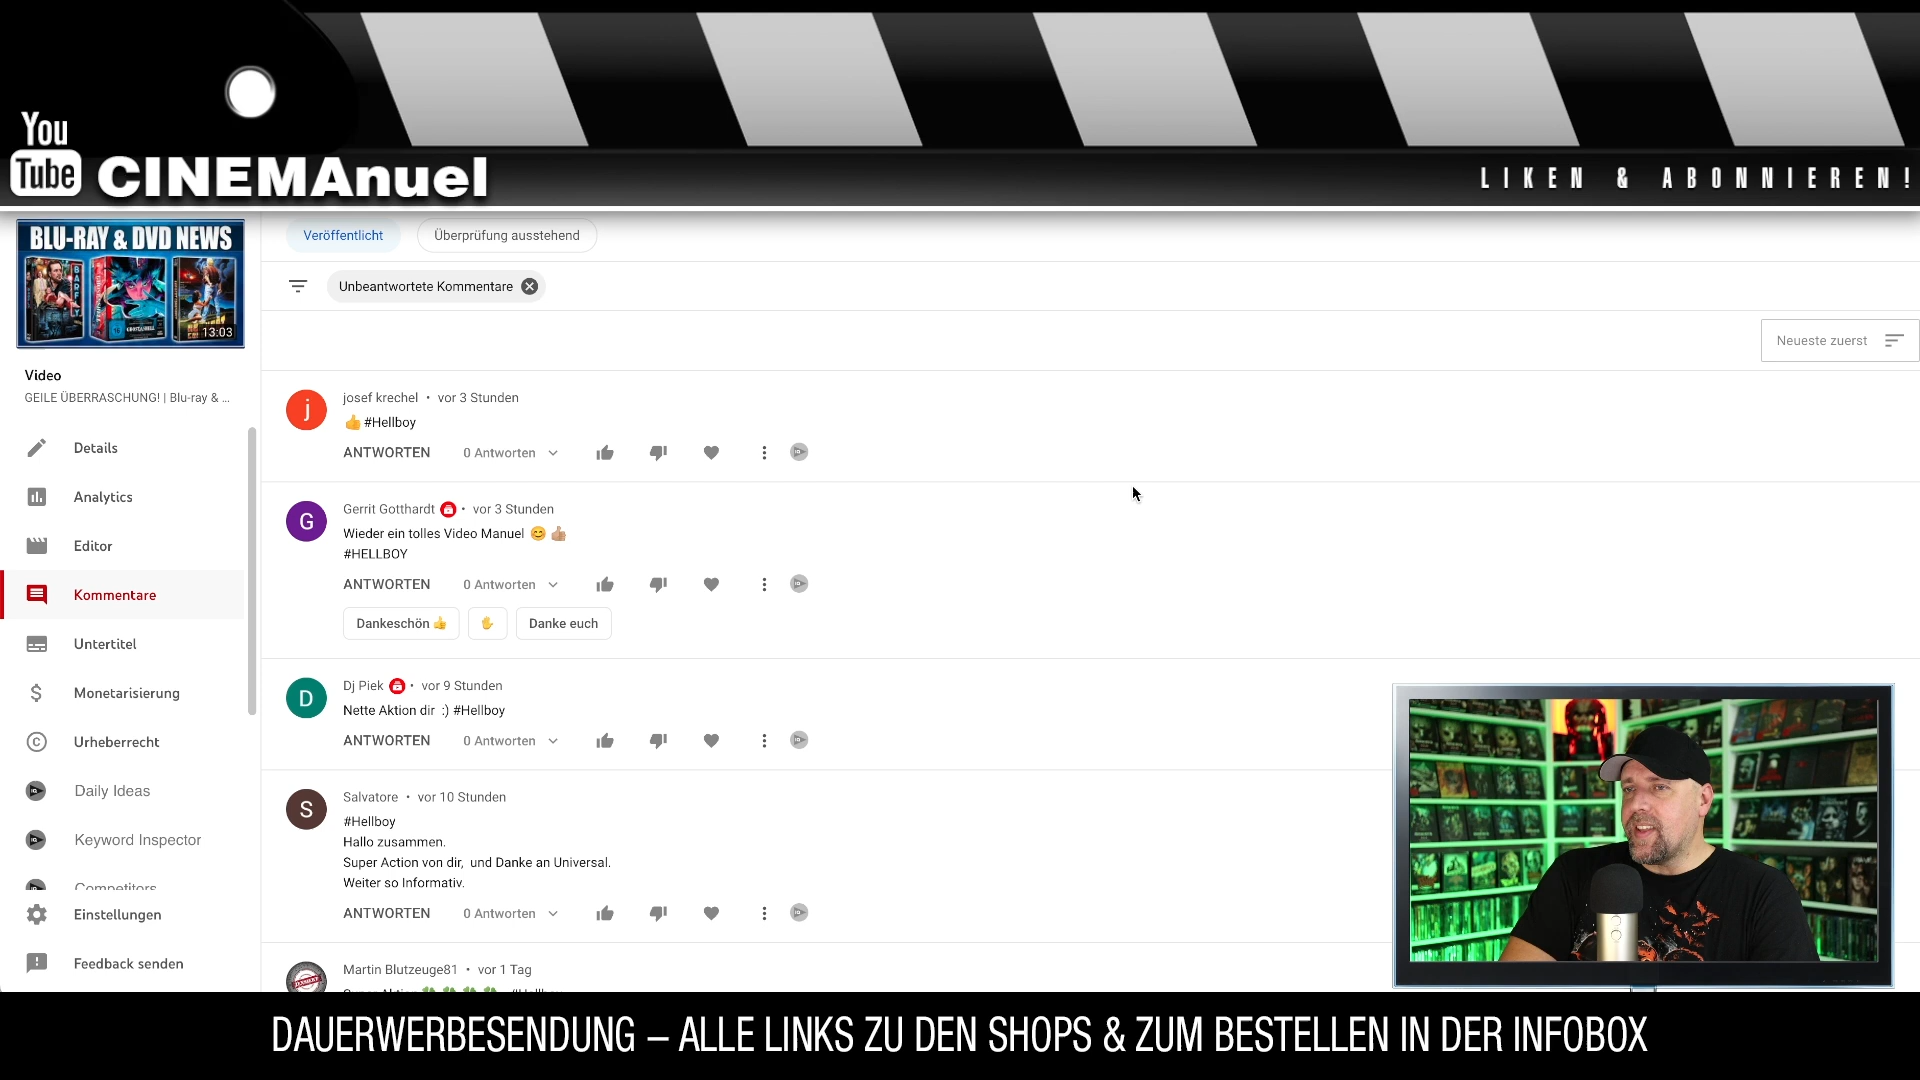 You
Tube
CINEMAnuel
LIKEN & ABONNIEREN!
BLU-RAY & DVD NEWS
BARFLY
13:03
Video
GEILE ÜBERRASCHUNG! | Blu-ray & ...
Details
Analytics
Editor
Kommentare
Untertitel
Monetarisierung
Urheberrecht
Daily Ideas
Keyword Inspector
Competitors
Einstellungen
Feedback senden
Veröffentlicht
Überprüfung ausstehend
Unbeantwortete Kommentare
Neueste zuerst
j
josef krechel • vor 3 Stunden
👍 #Hellboy
ANTWORTEN 0 Antworten
G
Gerrit Gotthardt • vor 3 Stunden
Wieder ein tolles Video Manuel 😊 👍🏼
#HELLBOY
ANTWORTEN 0 Antworten
Dankeschön 👍 🖐 Danke euch
D
Dj Piek • vor 9 Stunden
Nette Aktion dir :) #Hellboy
ANTWORTEN 0 Antworten
S
Salvatore • vor 10 Stunden
#Hellboy
Hallo zusammen.
Super Action von dir, und Danke an Universal.
Weiter so Informativ.
ANTWORTEN 0 Antworten
Martin Blutzeuge81 • vor 1 Tag
DAUERWERBESENDUNG – ALLE LINKS ZU DEN SHOPS & ZUM BESTELLEN IN DER INFOBOX